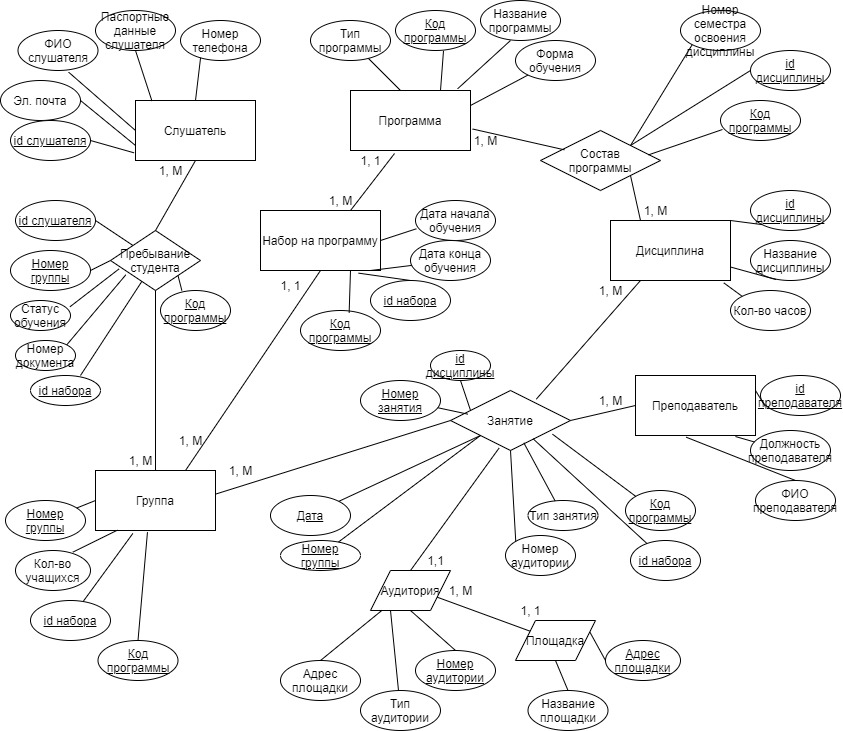 ФИО
слушателя
Паспортные
данные
слушателя
Номер
телефона
Эл. почта
id слушателя
Слушатель
1, M
Тип
программы
Код
программы
Название
программы
Форма
обучения
Программа
1, 1
1, M
Номер
семестра
освоения
дисциплины
id
дисциплины
Код
программы
Состав
программы
1, M
id слушателя
Номер
группы
Статус
обучения
Номер
документа
id набора
Пребывание
студента
Код
программы
1, M
1, M
Набор на программу
Дата начала
обучения
Дата конца
обучения
id набора
Код
программы
1, 1
1, M
Дисциплина
id
дисциплины
Название
дисциплины
Кол-во часов
1, M
id
дисциплины
Номер
занятия
Занятие
1, M
Преподаватель
id
преподавателя
Должность
преподавателя
ФИО
преподавателя
1, M
Группа
Номер
группы
Кол-во
учащихся
id набора
Код
программы
Дата
Номер
группы
Тип занятия
Номер
аудитории
Код
программы
id набора
1,1
Аудитория
1, M
1, 1
Площадка
Адрес
площадки
Тип
аудитории
Номер
аудитории
Название
площадки
Адрес
площадки